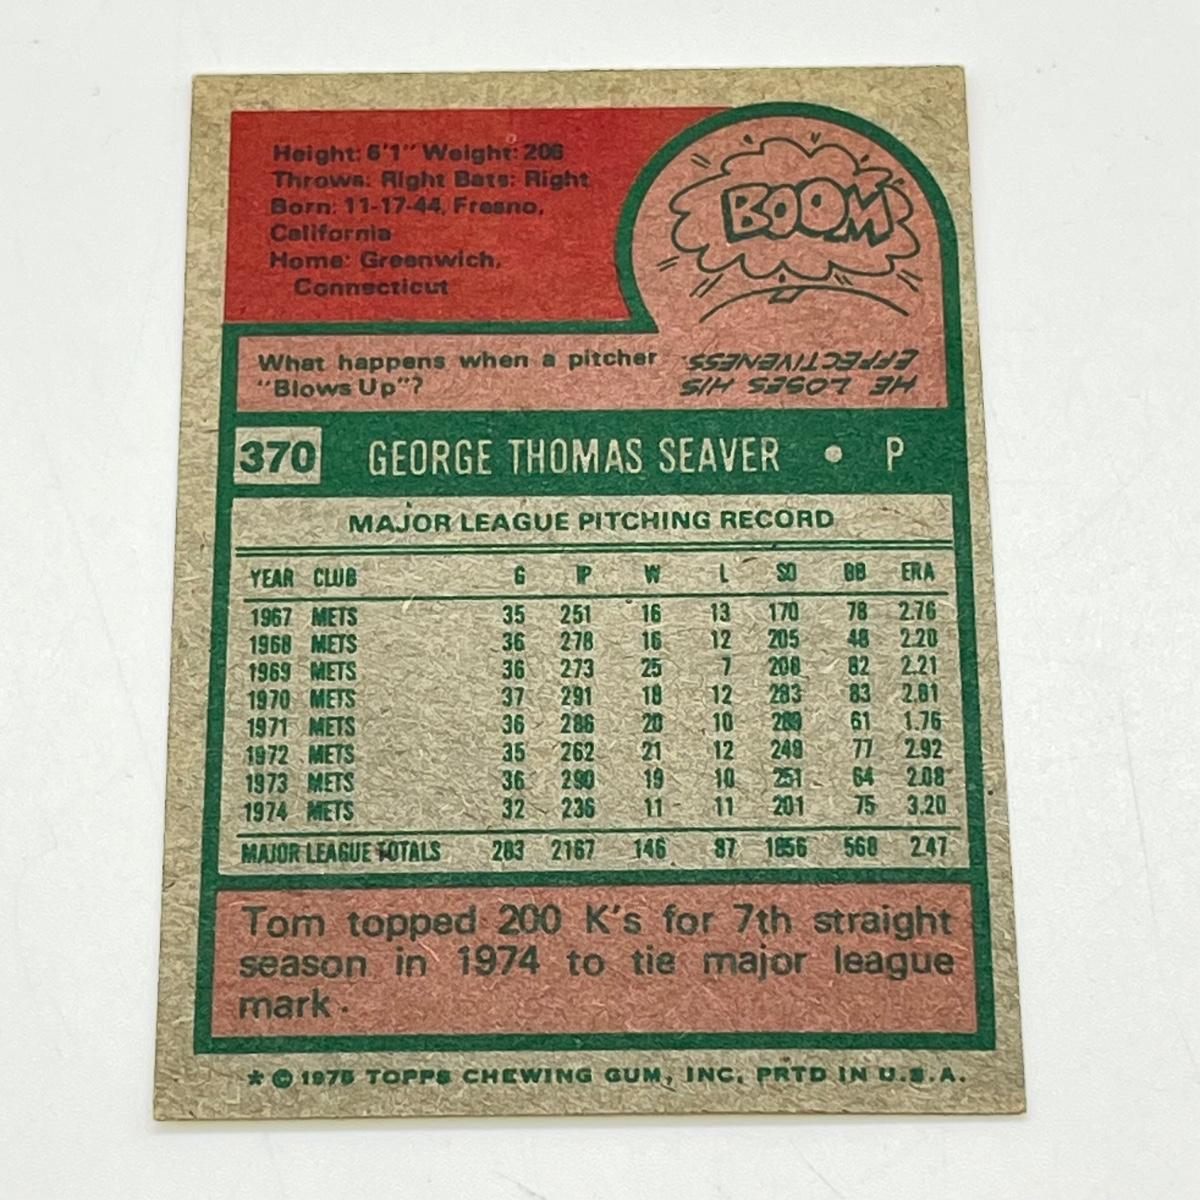 Height: 6'1" Weight: 206
Throws: Right Bats: Right
Born: 11-17-44, Fresno,
California
Home: Greenwich,
Connecticut
BOOM
What happens when a pitcher
"Blows Up"?
HE LOSES HIS
EFFECTIVENESS.
370 GEORGE THOMAS SEAVER • P
MAJOR LEAGUE PITCHING RECORD
YEAR CLUB G IP W L SO BB ERA
1967 METS 35 251 16 13 170 78 2.76
1968 METS 36 278 16 12 205 48 2.20
1969 METS 36 273 25 7 208 82 2.21
1970 METS 37 291 18 12 283 83 2.81
1971 METS 36 286 20 10 289 61 1.76
1972 METS 35 262 21 12 249 77 2.92
1973 METS 36 290 19 10 251 64 2.08
1974 METS 32 236 11 11 201 75 3.20
MAJOR LEAGUE TOTALS 283 2167 146 87 1856 568 2.47
Tom topped 200 K's for 7th straight
season in 1974 to tie major league
mark.
* © 1975 TOPPS CHEWING GUM, INC. PRTD IN U.S.A.